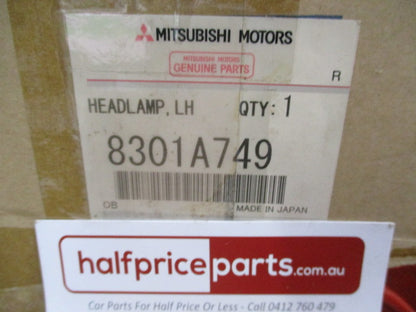 MITSUBISHI MOTORS
MITSUBISHI MOTORS
GENUINE PARTS
R
HEADLAMP, LH QTY: 1
8301A749
OB MADE IN JAPAN
halfpriceparts.com.au
Car Parts For Half Price Or Less - Call 0412 760 479